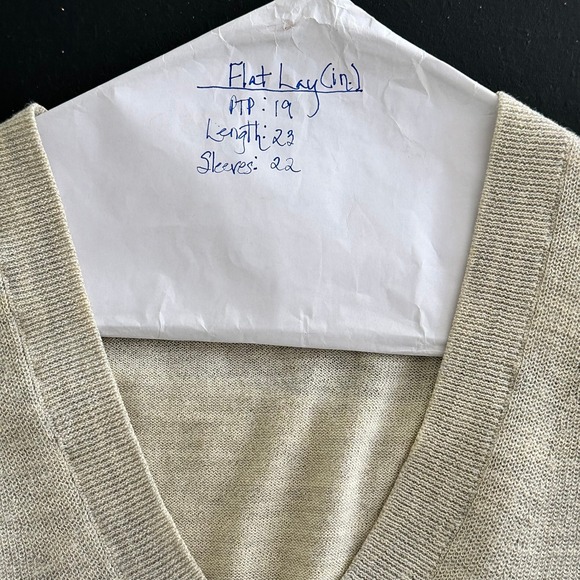 Flat Lay (in.)
PTP: 19
Length: 23
Sleeves: 22